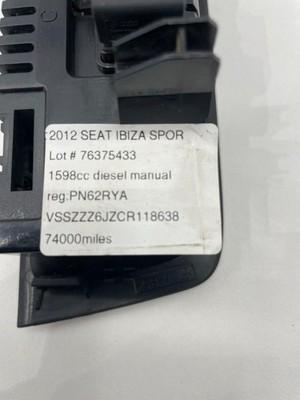 2012 SEAT IBIZA SPOR
Lot # 76375433
1598cc diesel manual
reg:PN62RYA
VSSZZZ6JZCR118638
74000miles